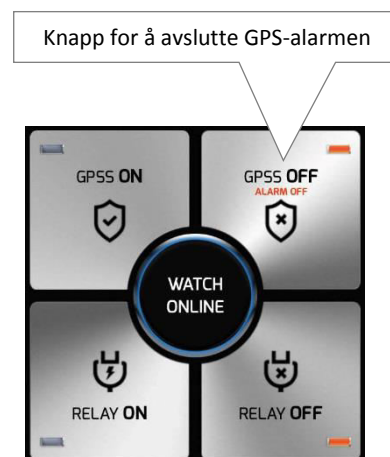 Knapp for å avslutte GPS-alarmen
GPSS ON
GPSS OFF
ALARM OFF
WATCH
ONLINE
RELAY ON
RELAY OFF